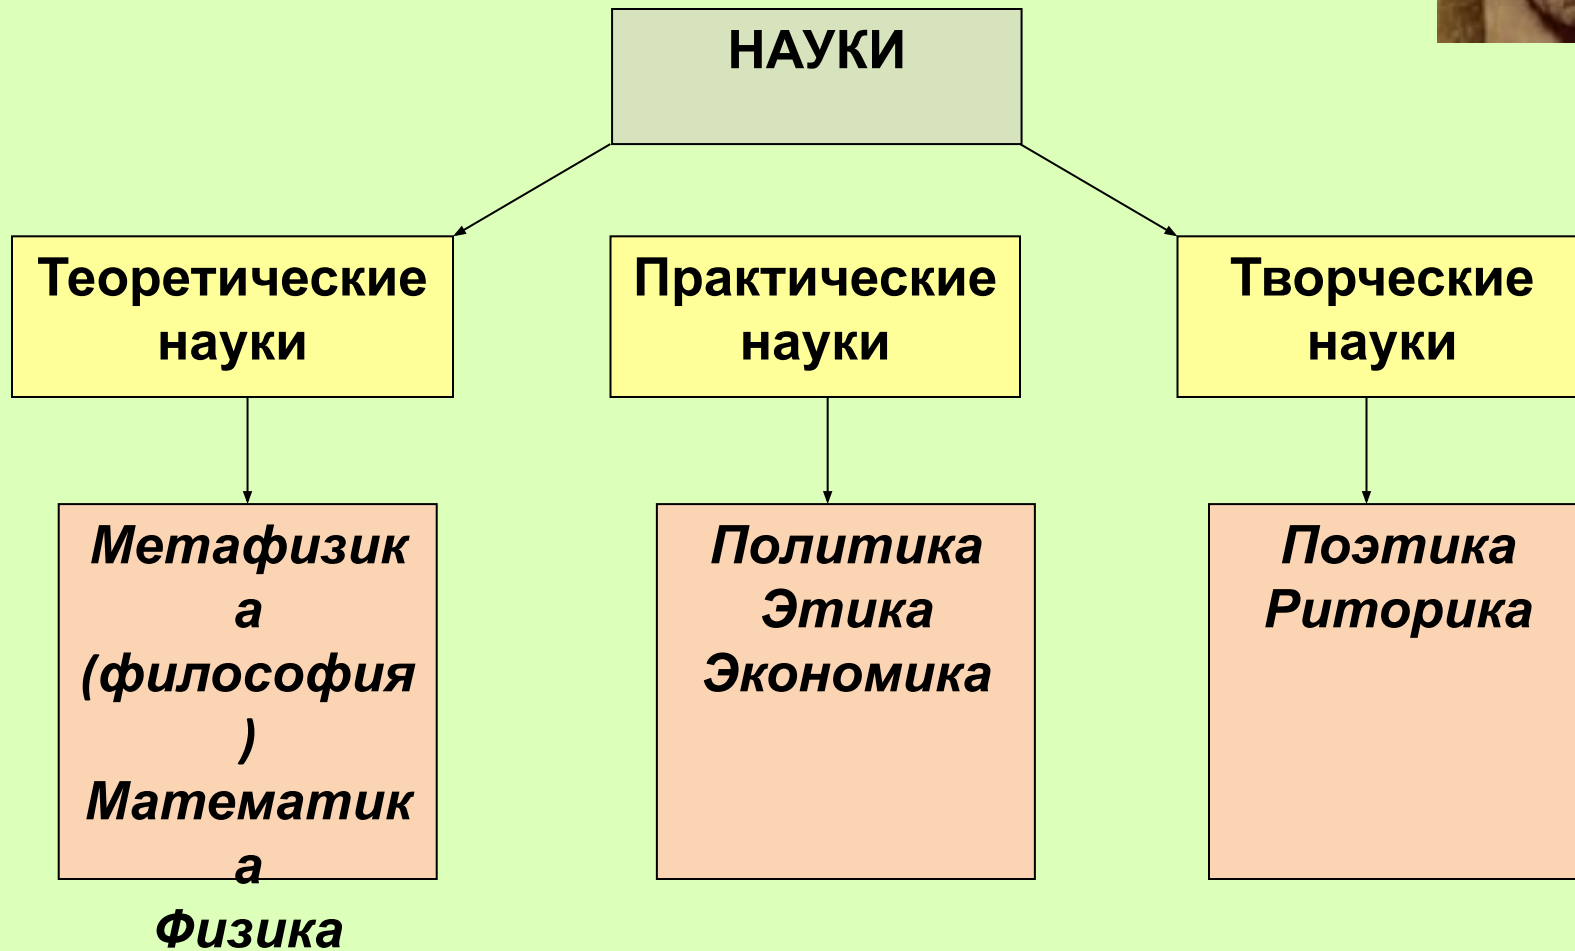 НАУКИ
Теоретические
науки
Практические
науки
Творческие
науки
Метафизик
а
(философия
)
Математик
а
Физика
Политика
Этика
Экономика
Поэтика
Риторика